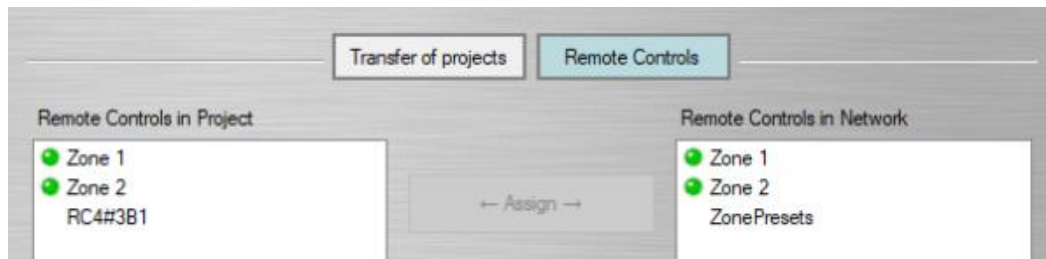 Transfer of projects
Remote Controls
Remote Controls in Project
Zone 1
Zone 2
RC4#3B1
← Assign →
Remote Controls in Network
Zone 1
Zone 2
ZonePresets